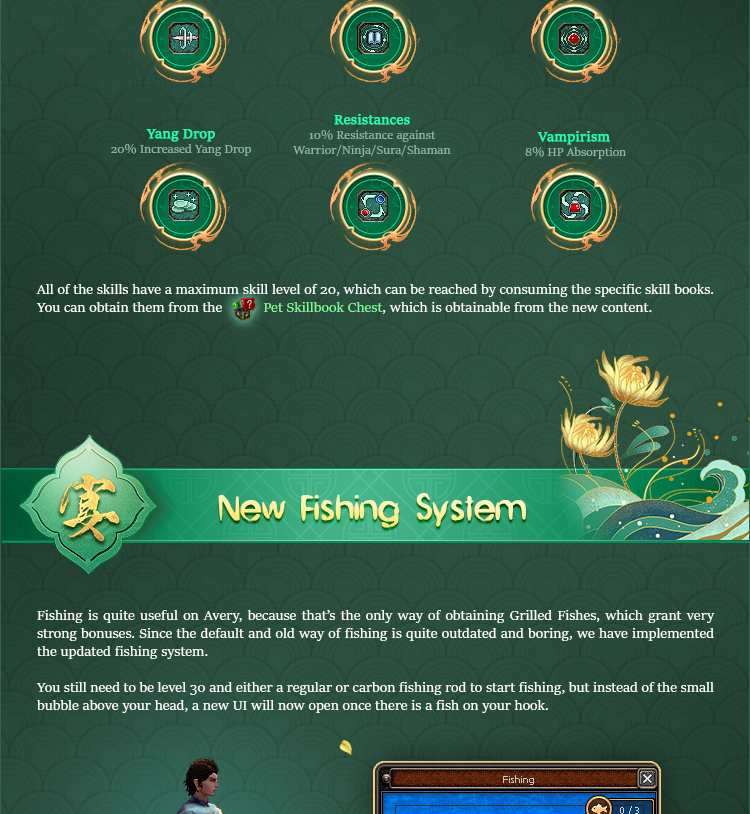 Yang Drop
20% Increased Yang Drop
Resistances
10% Resistance against
Warrior/Ninja/Sura/Shaman
Vampirism
8% HP Absorption
All of the skills have a maximum skill level of 20, which can be reached by consuming the specific skill books.
You can obtain them from the Pet Skillbook Chest, which is obtainable from the new content.
宴
New Fishing System
Fishing is quite useful on Avery, because that's the only way of obtaining Grilled Fishes, which grant very
strong bonuses. Since the default and old way of fishing is quite outdated and boring, we have implemented
the updated fishing system.
You still need to be level 30 and either a regular or carbon fishing rod to start fishing, but instead of the small
bubble above your head, a new UI will now open once there is a fish on your hook.
Fishing
0 / 3